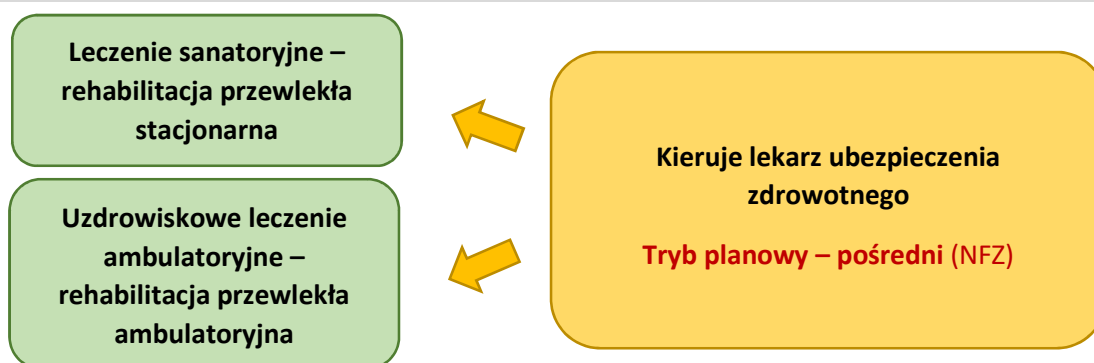 Leczenie sanatoryjne –
rehabilitacja przewlekła
stacjonarna
Uzdrowiskowe leczenie
ambulatoryjne –
rehabilitacja przewlekła
ambulatoryjna
Kieruje lekarz ubezpieczenia
zdrowotnego
Tryb planowy – pośredni (NFZ)